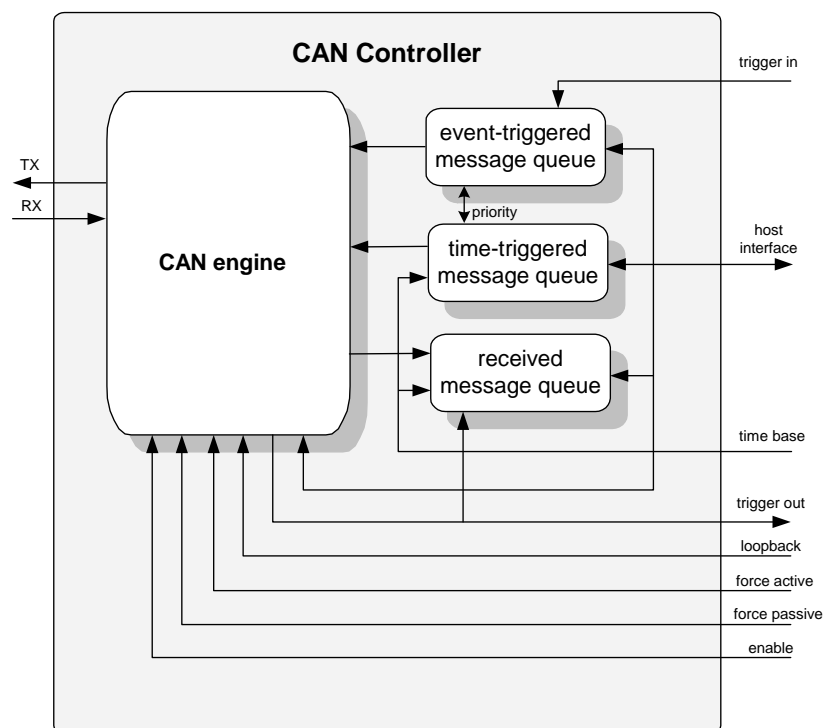 CAN Controller
trigger in
event-triggered
message queue
TX
priority
RX
host
interface
time-triggered
message queue
CAN engine
received
message queue
time base
trigger out
loopback
force active
force passive
enable